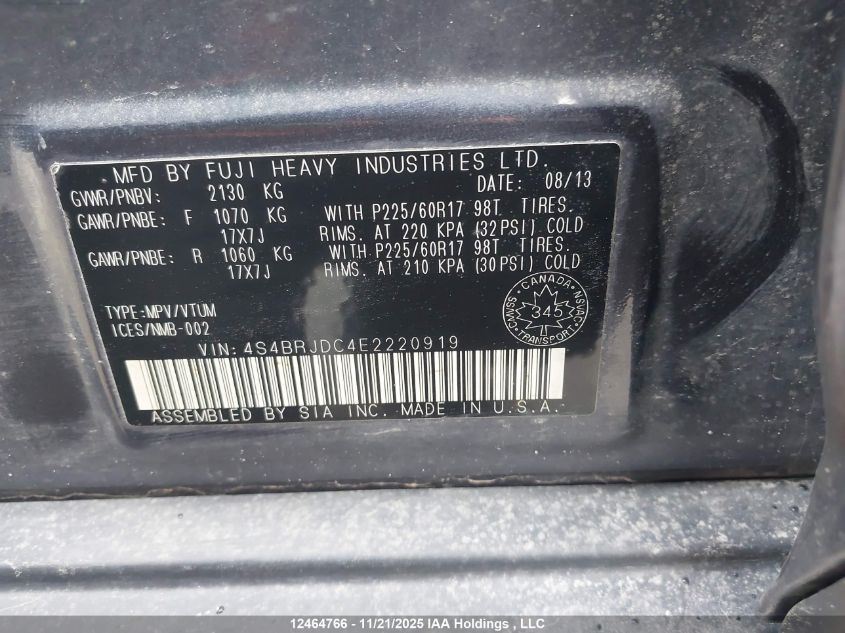 MFD BY FUJI HEAVY INDUSTRIES LTD.
GVWR/PNBV: 2130 KG DATE: 08/13
GAWR/PNBE: F 1070 KG WITH P225/60R17 98T TIRES.
17X7J RIMS. AT 220 KPA (32PSI) COLD
GAWR/PNBE: R 1060 KG WITH P225/60R17 98T TIRES.
17X7J RIMS. AT 210 KPA (30PSI) COLD
TYPE:MPV/VTUM
ICES/NMB-002
CANADA
CMVSS 345 NSVAC
TRANSPORT
VIN: 4S4BRJDC4E2220919
ASSEMBLED BY SIA INC. MADE IN U.S.A.
12464766 - 11/21/2025 IAA Holdings , LLC